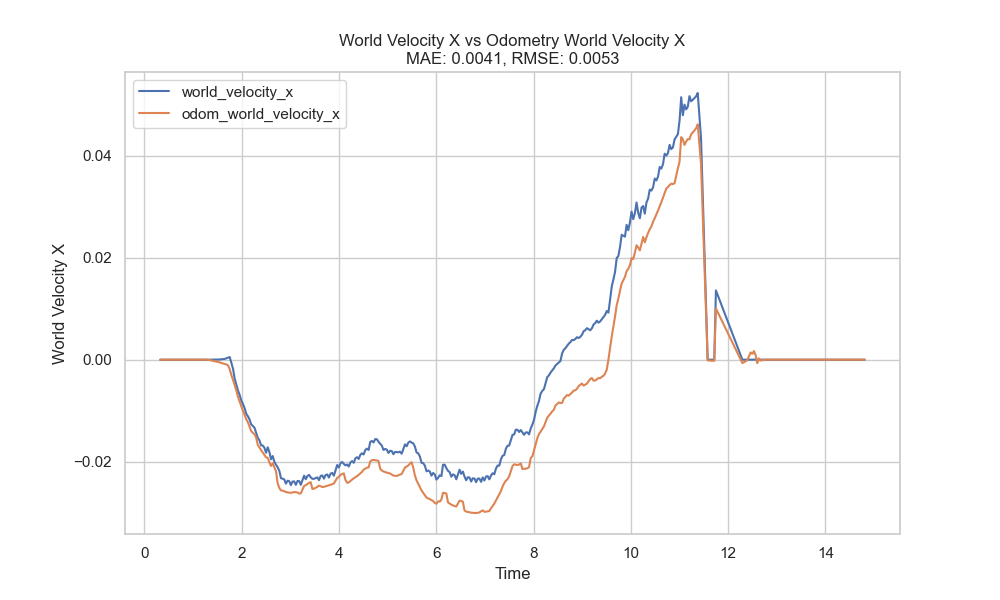 World Velocity X vs Odometry World Velocity X
MAE: 0.0041, RMSE: 0.0053
world_velocity_x
odom_world_velocity_x
World Velocity X
0.04
0.02
0.00
−0.02
0 2 4 6 8 10 12 14
Time